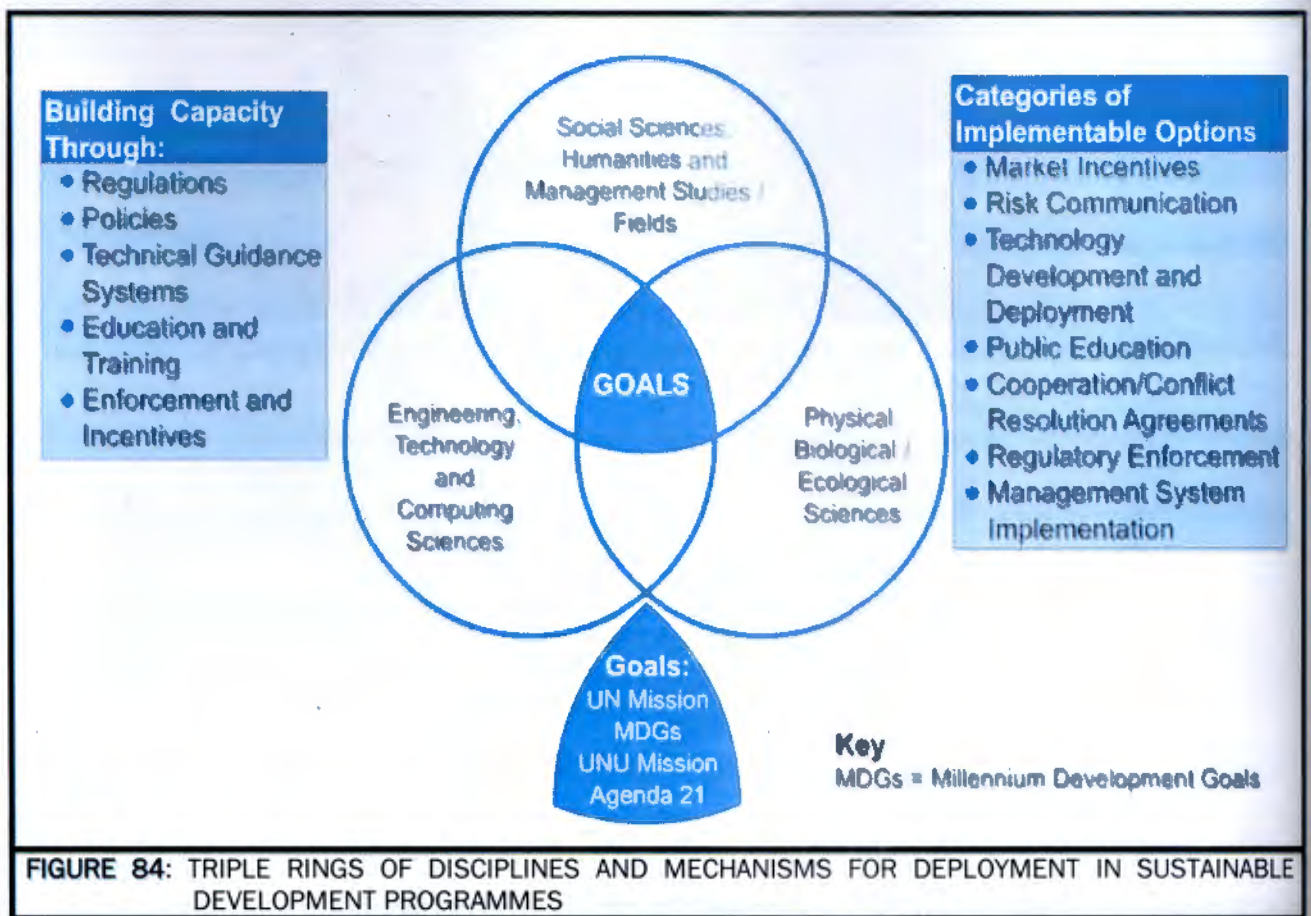 Building Capacity
Through:
• Regulations
• Policies
• Technical Guidance
Systems
• Education and
Training
• Enforcement and
Incentives
Social Sciences,
Humanities and
Management Studies /
Fields
GOALS
Engineering,
Technology
and
Computing
Sciences
Physical
Biological /
Ecological
Sciences
Categories of
Implementable Options
• Market Incentives
• Risk Communication
• Technology
Development and
Deployment
• Public Education
• Cooperation/Conflict
Resolution Agreements
• Regulatory Enforcement
• Management System
Implementation
Goals:
UN Mission
MDGs
UNU Mission
Agenda 21
Key
MDGs = Millennium Development Goals
FIGURE 84: TRIPLE RINGS OF DISCIPLINES AND MECHANISMS FOR DEPLOYMENT IN SUSTAINABLE
DEVELOPMENT PROGRAMMES